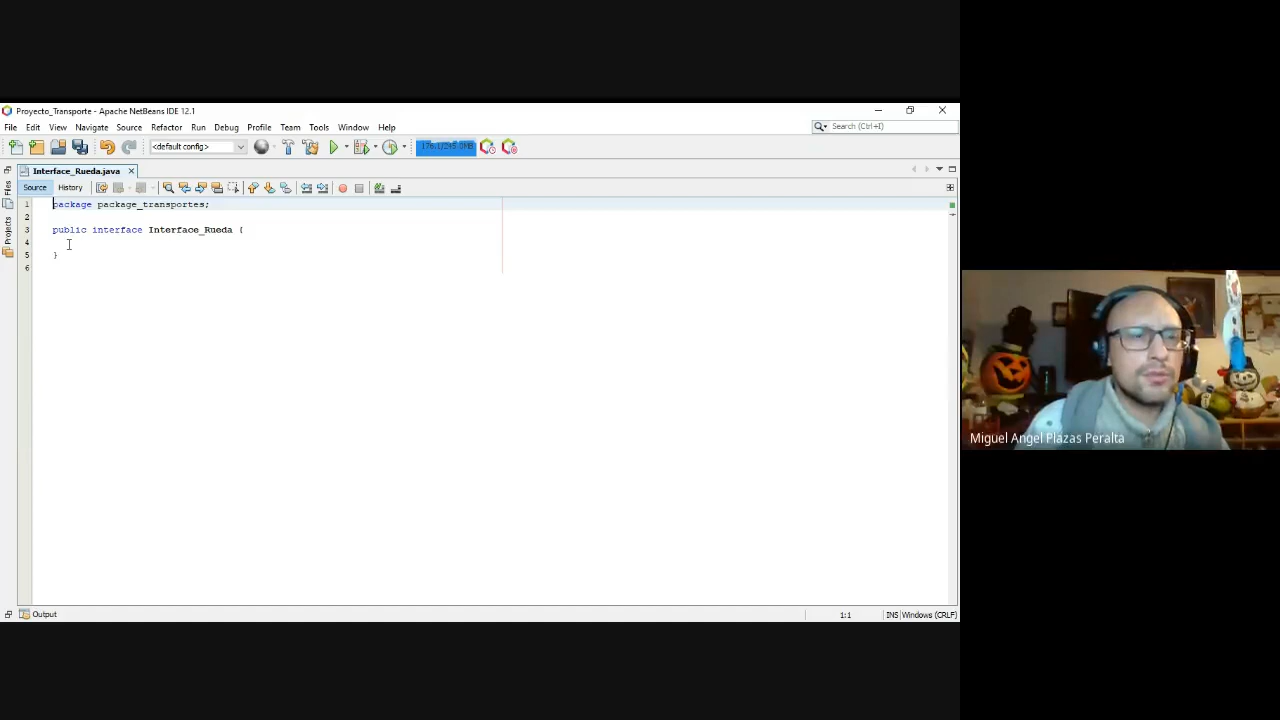 Proyecto_Transporte - Apache NetBeans IDE 12.1
File Edit View Navigate Source Refactor Run Debug Profile Team Tools Window Help
Search (Ctrl+I)
<default config>
Interface_Rueda.java
Source History
Files
Projects
1 package package_transportes;
2
3 public interface Interface_Rueda {
4
5 }
6
Miguel Angel Plazas Peralta
Output
1:1 INS Windows (CRLF)